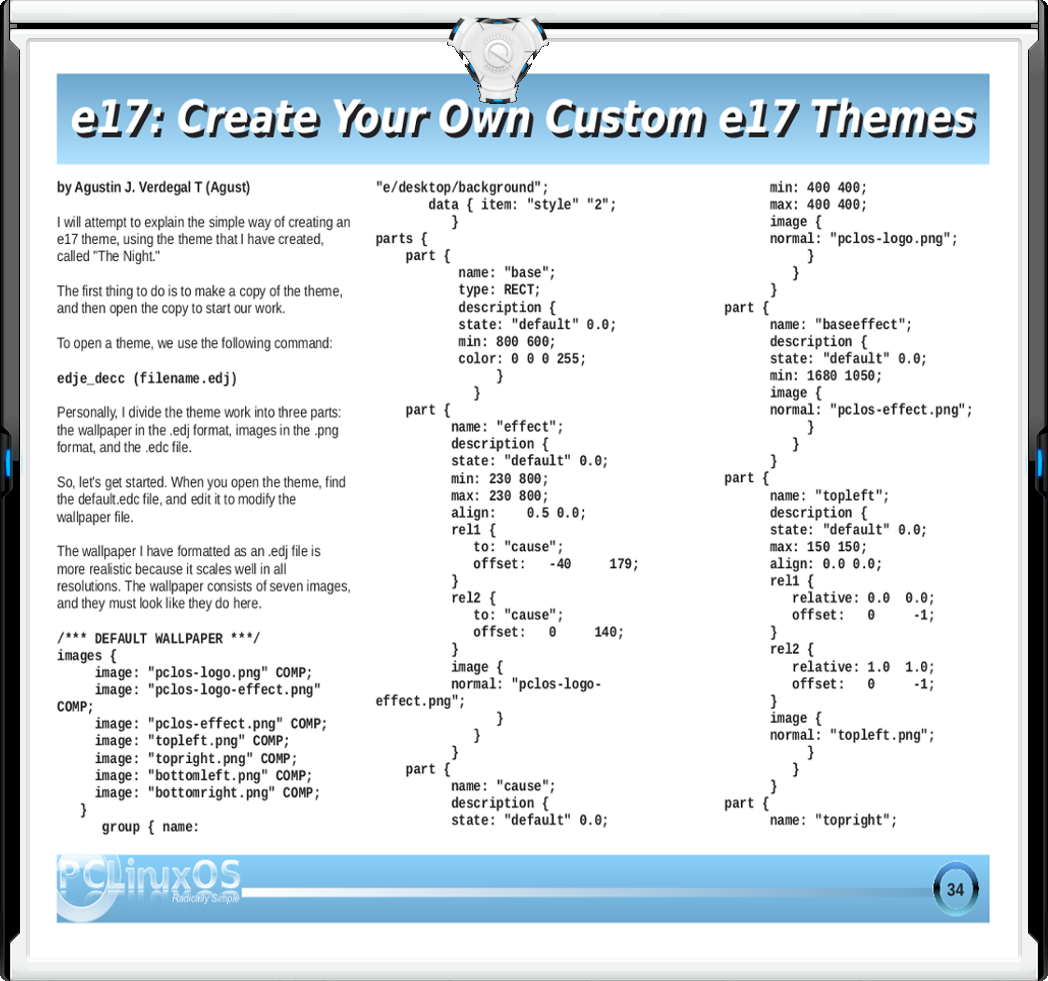 e17: Create Your Own Custom e17 Themes
by Agustin J. Verdegal T (Agust)
I will attempt to explain the simple way of creating an
e17 theme, using the theme that I have created,
called "The Night."
The first thing to do is to make a copy of the theme,
and then open the copy to start our work.
To open a theme, we use the following command:
edje_decc (filename.edj)
Personally, I divide the theme work into three parts:
the wallpaper in the .edj format, images in the .png
format, and the .edc file.
So, let's get started. When you open the theme, find
the default.edc file, and edit it to modify the
wallpaper file.
The wallpaper I have formatted as an .edj file is
more realistic because it scales well in all
resolutions. The wallpaper consists of seven images,
and they must look like they do here.
/*** DEFAULT WALLPAPER ***/
images {
image: "pclos-logo.png" COMP;
image: "pclos-logo-effect.png"
COMP;
image: "pclos-effect.png" COMP;
image: "topleft.png" COMP;
image: "topright.png" COMP;
image: "bottomleft.png" COMP;
image: "bottomright.png" COMP;
}
group { name:
"e/desktop/background";
data { item: "style" "2";
}
parts {
part {
name: "base";
type: RECT;
description {
state: "default" 0.0;
min: 800 600;
color: 0 0 0 255;
}
}
part {
name: "effect";
description {
state: "default" 0.0;
min: 230 800;
max: 230 800;
align: 0.5 0.0;
rel1 {
to: "cause";
offset: -40 179;
}
rel2 {
to: "cause";
offset: 0 140;
}
image {
normal: "pclos-logo-
effect.png";
}
}
}
part {
name: "cause";
description {
state: "default" 0.0;
min: 400 400;
max: 400 400;
image {
normal: "pclos-logo.png";
}
}
}
part {
name: "baseeffect";
description {
state: "default" 0.0;
min: 1680 1050;
image {
normal: "pclos-effect.png";
}
}
}
part {
name: "topleft";
description {
state: "default" 0.0;
max: 150 150;
align: 0.0 0.0;
rel1 {
relative: 0.0 0.0;
offset: 0 -1;
}
rel2 {
relative: 1.0 1.0;
offset: 0 -1;
}
image {
normal: "topleft.png";
}
}
}
part {
name: "topright";
PCLinuxOS
Radically Simple
34